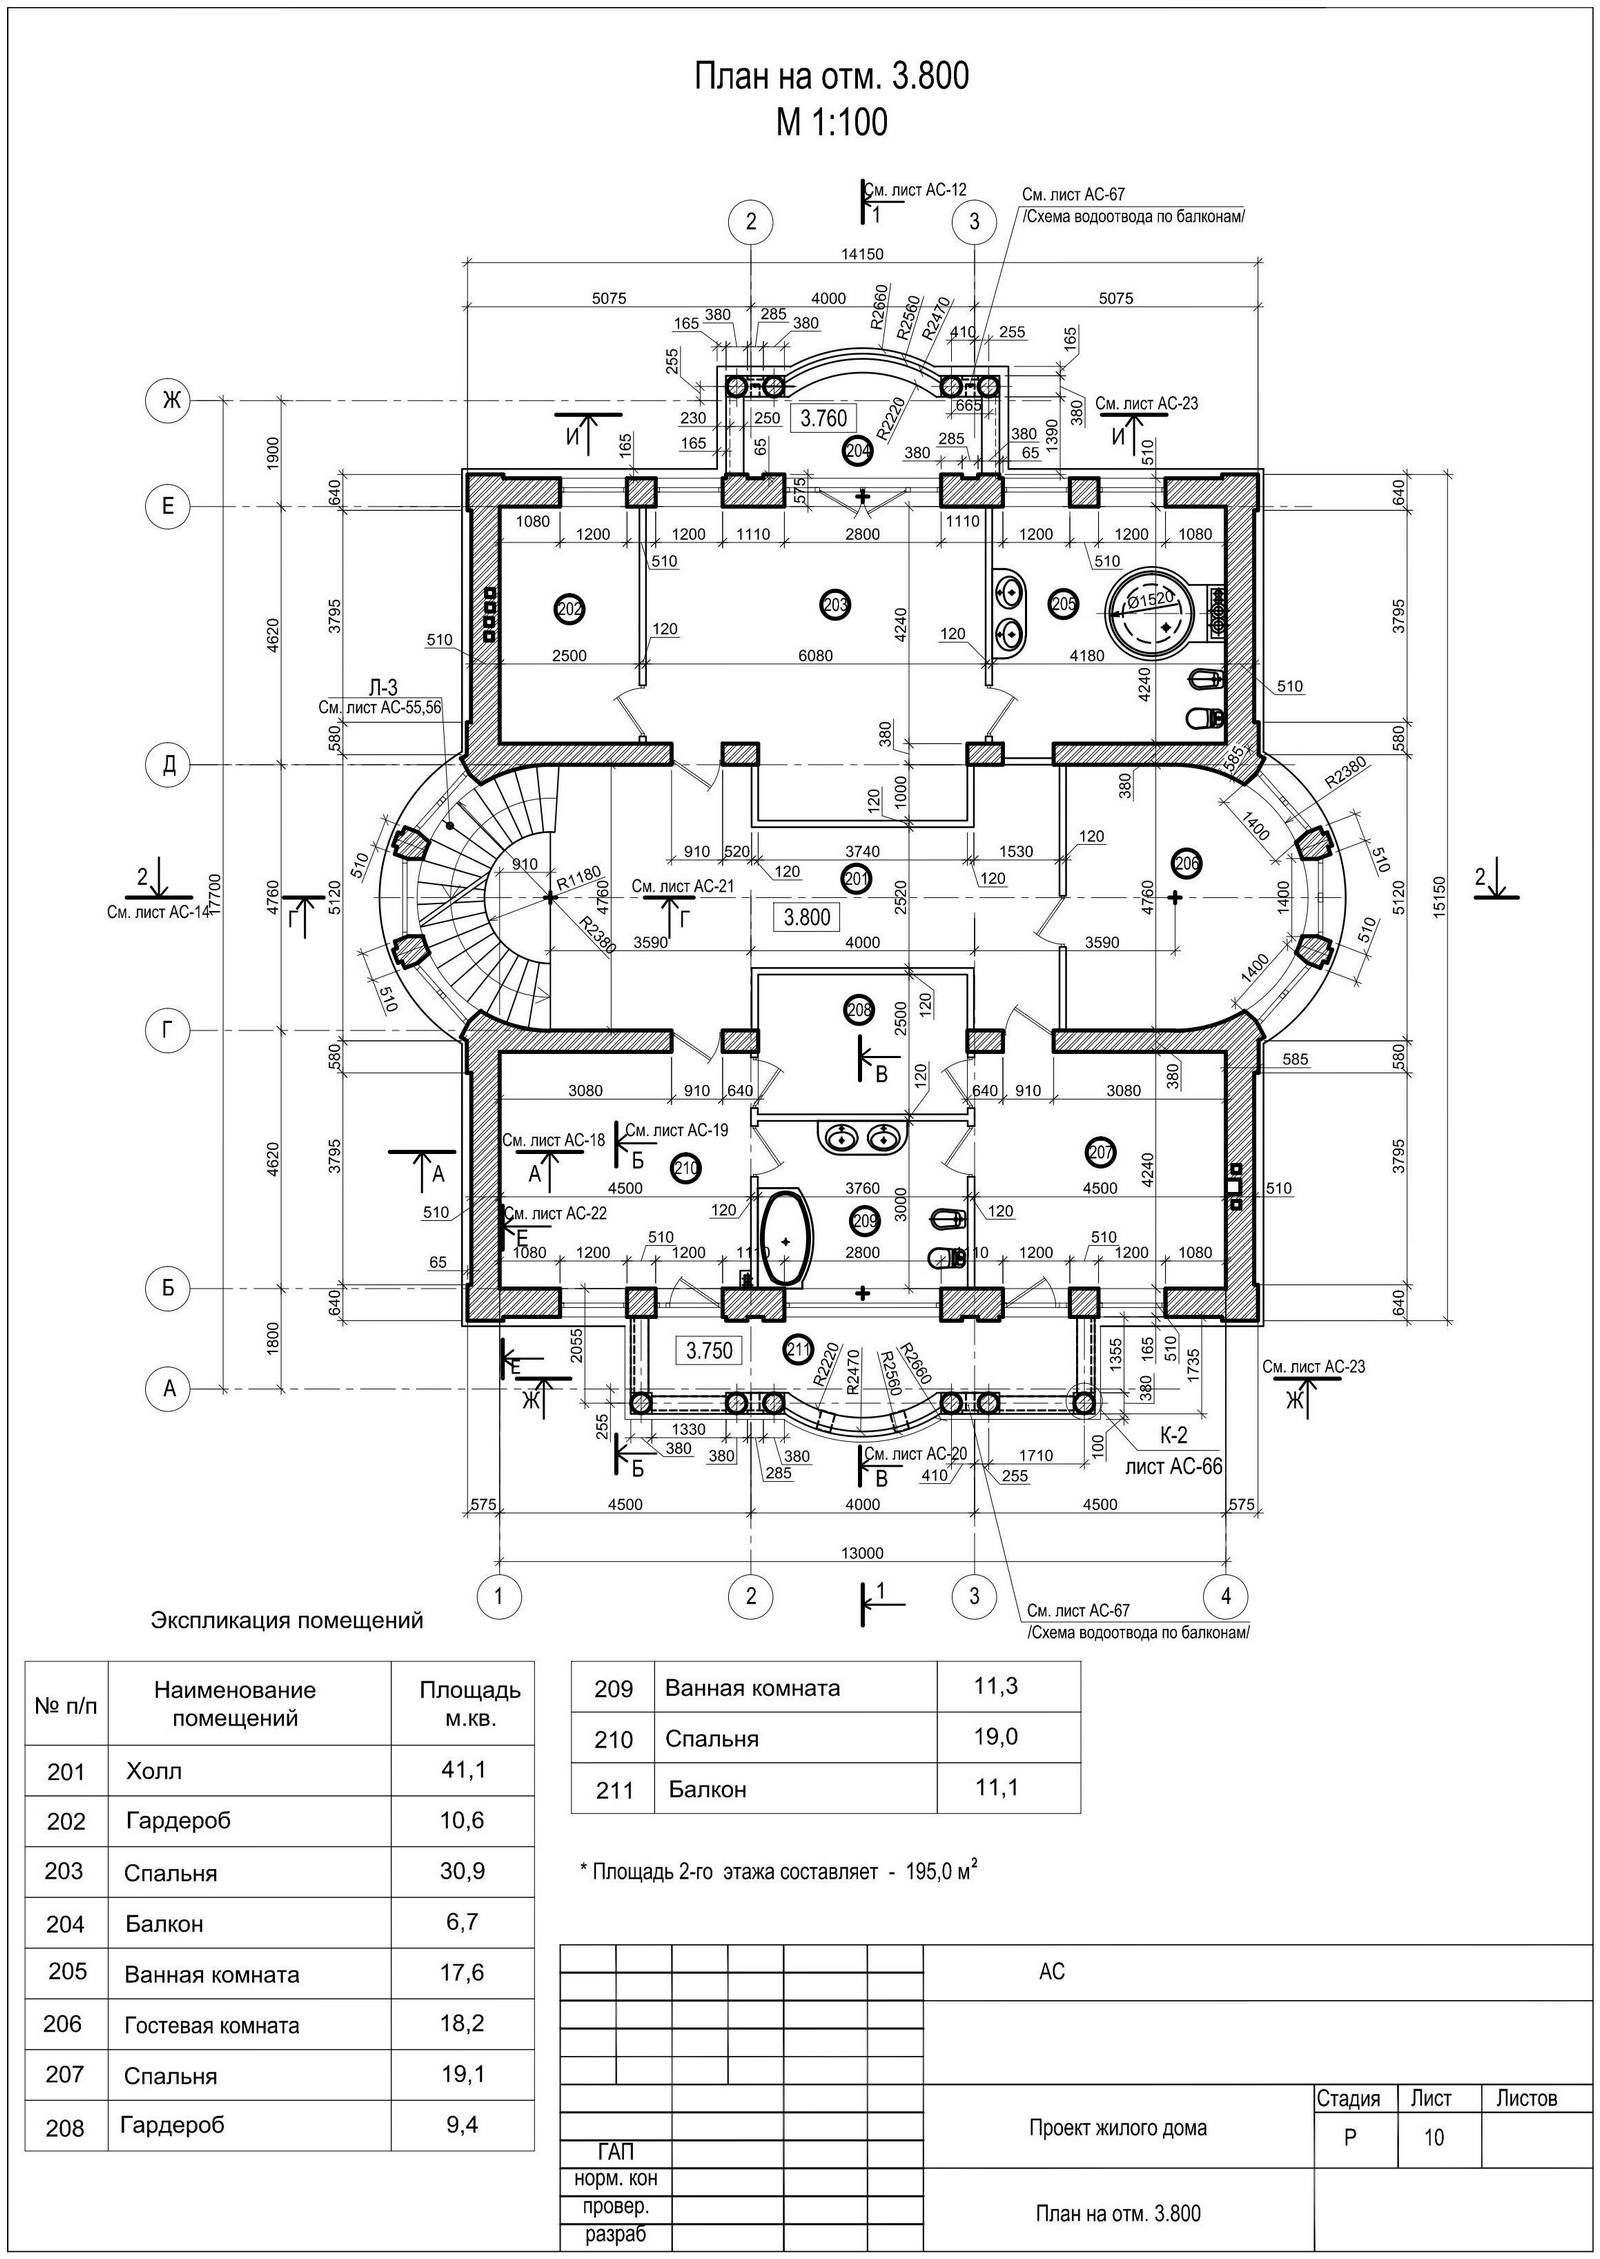 План на отм. 3.800
М 1:100
См. лист АС-12
1
См. лист АС-67
/Схема водоотвода по балконам/
2
3
14150
5075
4000
5075
R2660
R2560
R2470
165
380
285
380
410
255
165
255
Ж
3.760
665
R2220
380
См. лист АС-23
И
И
230
250
165
165
65
204
285
380
380
65
1390
510
1900
640
575
640
Е
1080
1200
1200
1110
2800
1110
1200
1200
1080
510
510
202
203
205
Ø1520
3795
4620
4240
3795
510
120
120
2500
6080
4180
4240
510
Л-3
См. лист АС-55,56
580
380
580
Д
585
R2380
380
120
1000
1400
510
510
910
910
520
3740
1530
120
120
120
201
206
R1180
См. лист АС-21
2
См. лист АС-14
17700
4760
5120
Г
Г
4760
3.800
2520
4760
1400
5120
15150
2
R2380
3590
4000
3590
510
1400
510
208
2500
120
Г
580
В
120
380
585
580
3080
910
640
640
910
3080
См. лист АС-18
См. лист АС-19
А
А
Б
210
207
4620
3795
4240
3795
4500
3760
4500
510
510
См. лист АС-22
Е
120
3000
120
209
510
510
1080
1200
1200
1110
2800
1110
1200
1200
1080
65
Б
640
640
1800
2055
3.750
211
R2220
R2470
R2560
R2660
1355
165
510
1735
См. лист АС-23
Е
Ж
Ж
А
380
255
1330
380
380
285
380
См. лист АС-20
В
410
255
1710
100
К-2
лист АС-66
Б
575
4500
4000
4500
575
13000
1
2
3
4
1
См. лист АС-67
/Схема водоотвода по балконам/
Экспликация помещений
№ п/п
Наименование помещений
Площадь м.кв.
201 Холл 41,1
202 Гардероб 10,6
203 Спальня 30,9
204 Балкон 6,7
205 Ванная комната 17,6
206 Гостевая комната 18,2
207 Спальня 19,1
208 Гардероб 9,4
209 Ванная комната 11,3
210 Спальня 19,0
211 Балкон 11,1
* Площадь 2-го этажа составляет - 195,0 м²
АС
Проект жилого дома
Стадия Лист Листов
Р 10
ГАП
норм. кон
провер.
разраб
План на отм. 3.800